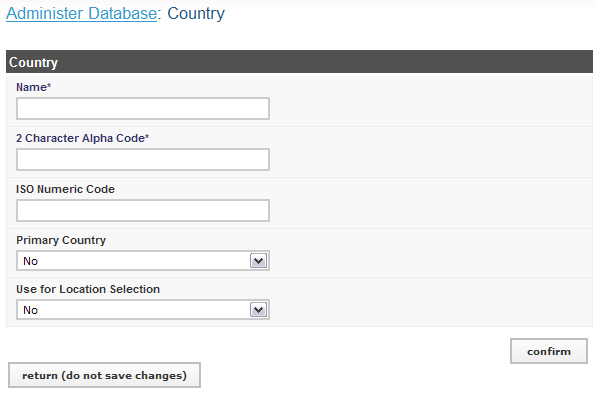 Administer Database: Country
Country
Name*
2 Character Alpha Code*
ISO Numeric Code
Primary Country
No
Use for Location Selection
No
confirm
return (do not save changes)